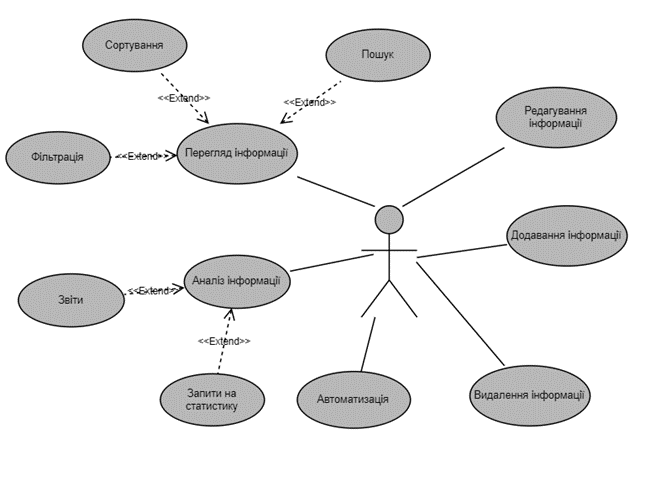 Сортування
Пошук
<<Extend>>
<<Extend>>
Редагування
інформації
Фільтрація
<<Extend>>
Перегляд інформації
Додавання інформації
Аналіз інформації
Звіти
<<Extend>>
<<Extend>>
Запити на
статистику
Автоматизація
Видалення інформації